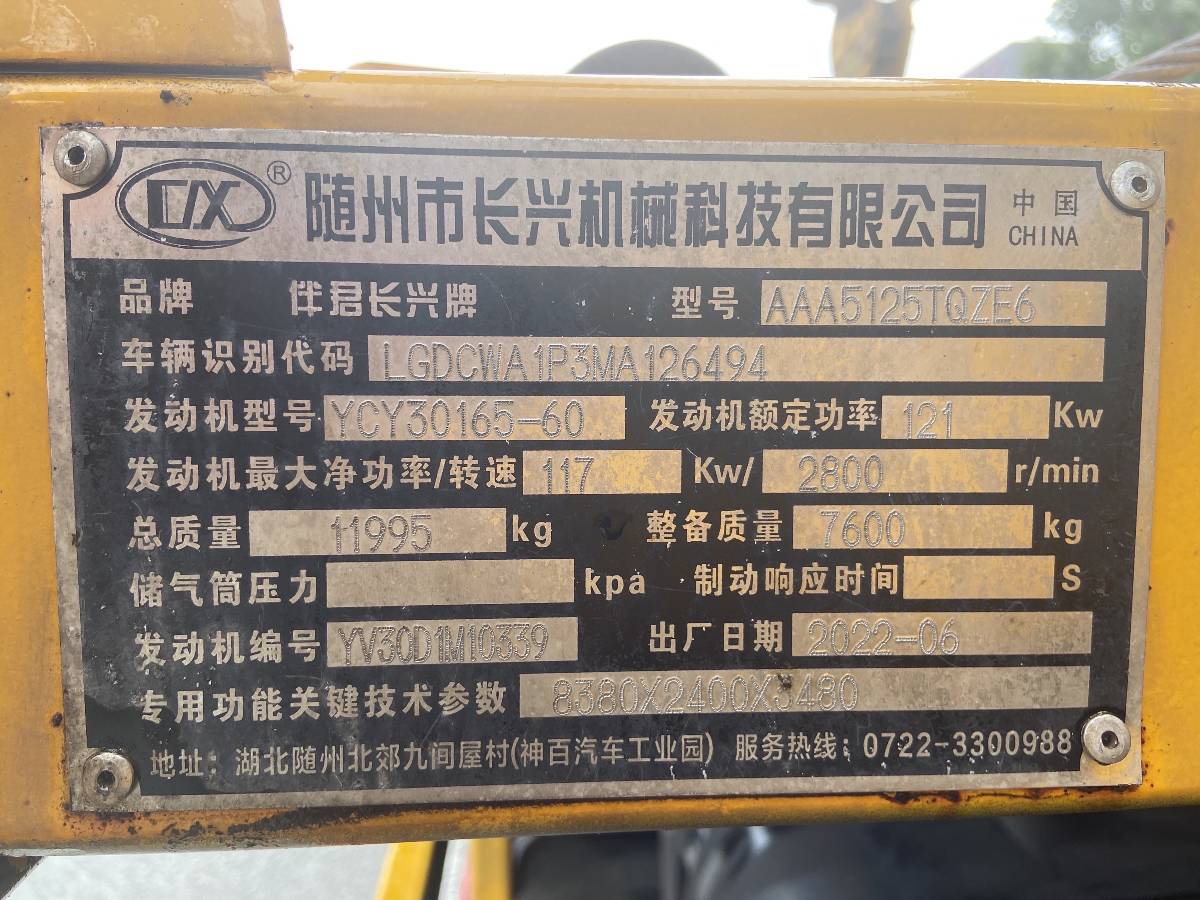 CIX ® 随州市长兴机械科技有限公司 中国 CHINA
品牌 伴君长兴牌 型号 AAA5125TQZE6
车辆识别代码 LGDCWA1P3MA126494
发动机型号 YCY30165-60 发动机额定功率 121 Kw
发动机最大净功率/转速 117 Kw/ 2800 r/min
总质量 11995 kg 整备质量 7600 kg
储气筒压力 kpa 制动响应时间 S
发动机编号 YV30D1M10339 出厂日期 2022-06
专用功能关键技术参数 8380X2400X3480
地址：湖北随州北郊九间屋村(神百汽车工业园) 服务热线：0722-3300988